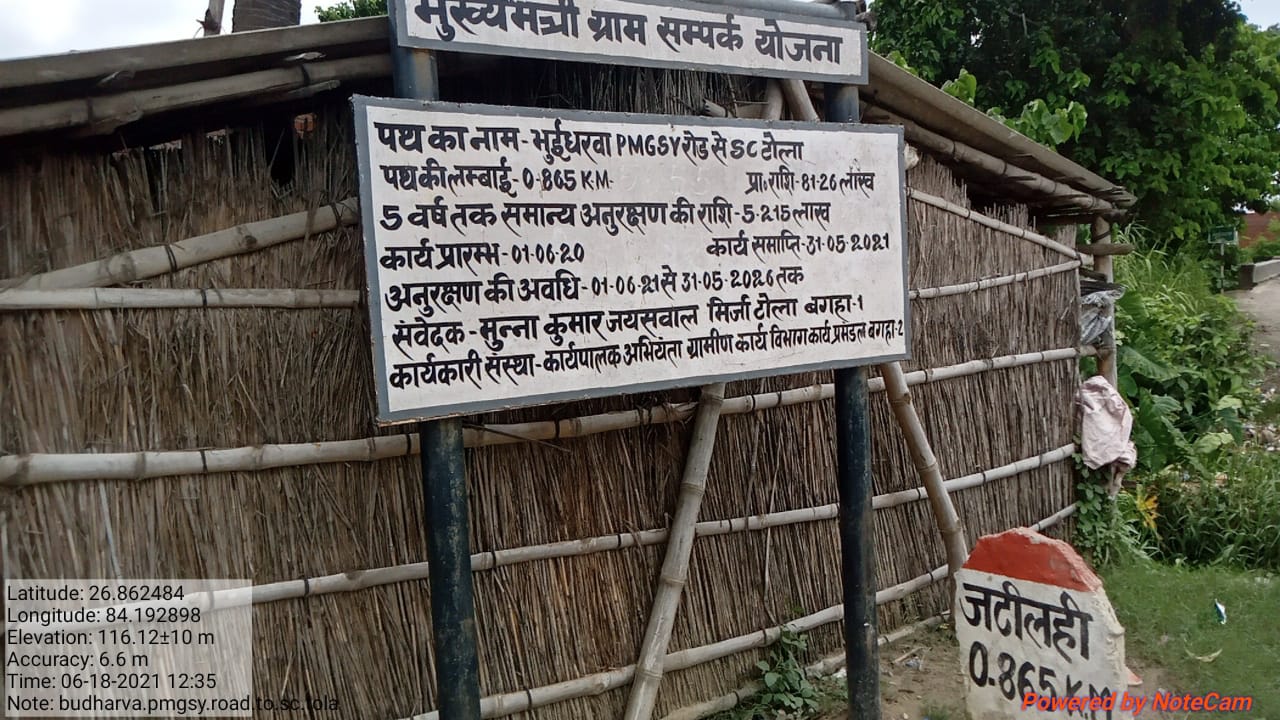 मुख्यमंत्री ग्राम सम्पर्क योजना
पथ का नाम-भुईधरवा PMGSY रोड से SC टोला
पथ की लम्बाई-0.865 K.M. प्रा० राशि-81.26 लाख
5 वर्ष तक समान्य अनुरक्षण की राशि-5.215 लाख
कार्य प्रारम्भ-01.06.20 कार्य समाप्ति-31.05.2021
अनुरक्षण की अवधि-01.06.21 से 31.05.2026 तक
संवेदक-मुन्ना कुमार जयसवाल मिर्जा टोला बगहा-1
कार्यकारी संस्था-कार्यपालक अभियंता ग्रामीण कार्य विभाग कार्य प्रमंडल बगहा-2
जटीलही
0.865 KM
Latitude: 26.862484
Longitude: 84.192898
Elevation: 116.12±10 m
Accuracy: 6.6 m
Time: 06-18-2021 12:35
Note: budharva.pmgsy.road.to.sc.tola
Powered by NoteCam